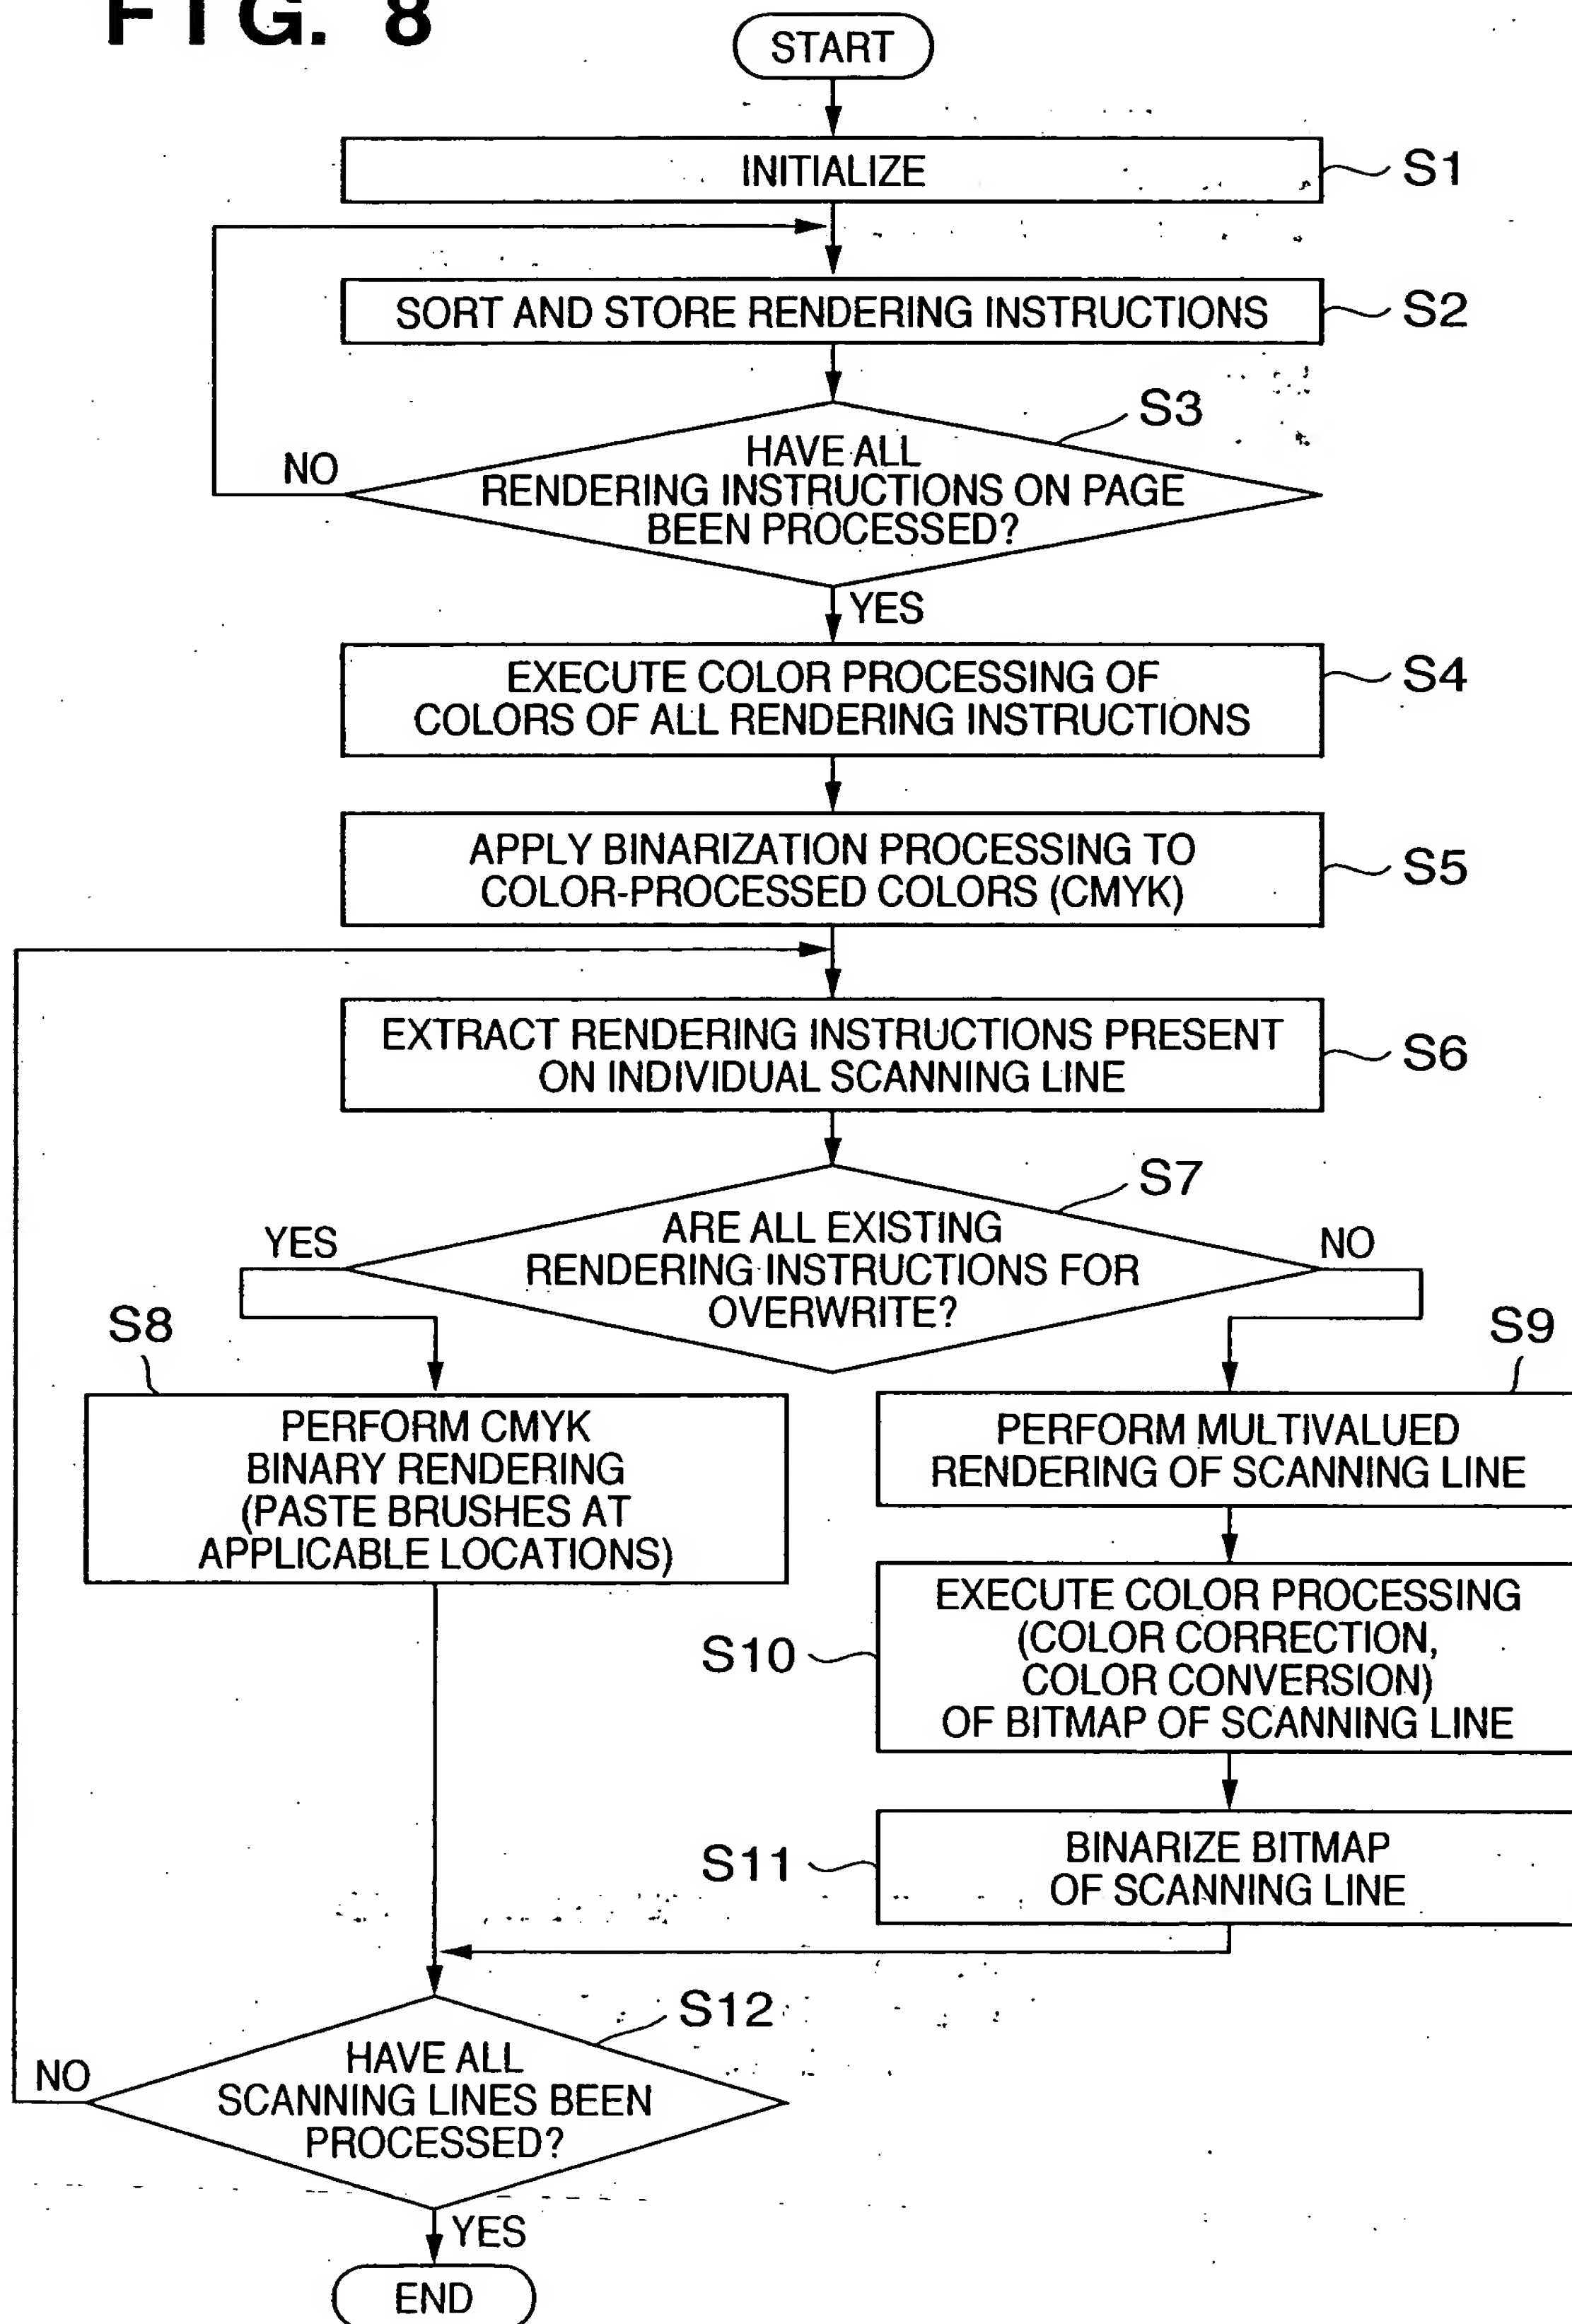 FIG. 8
START
INITIALIZE
S1
SORT AND STORE RENDERING INSTRUCTIONS
S2
S3
HAVE ALL
RENDERING INSTRUCTIONS ON PAGE
BEEN PROCESSED?
NO
YES
EXECUTE COLOR PROCESSING OF
COLORS OF ALL RENDERING INSTRUCTIONS
S4
APPLY BINARIZATION PROCESSING TO
COLOR-PROCESSED COLORS (CMYK)
S5
EXTRACT RENDERING INSTRUCTIONS PRESENT
ON INDIVIDUAL SCANNING LINE
S6
S7
ARE ALL EXISTING
RENDERING INSTRUCTIONS FOR
OVERWRITE?
YES
NO
S8
PERFORM CMYK
BINARY RENDERING
(PASTE BRUSHES AT
APPLICABLE LOCATIONS)
S9
PERFORM MULTIVALUED
RENDERING OF SCANNING LINE
S10
EXECUTE COLOR PROCESSING
(COLOR CORRECTION,
COLOR CONVERSION)
OF BITMAP OF SCANNING LINE
S11
BINARIZE BITMAP
OF SCANNING LINE
S12
HAVE ALL
SCANNING LINES BEEN
PROCESSED?
NO
YES
END